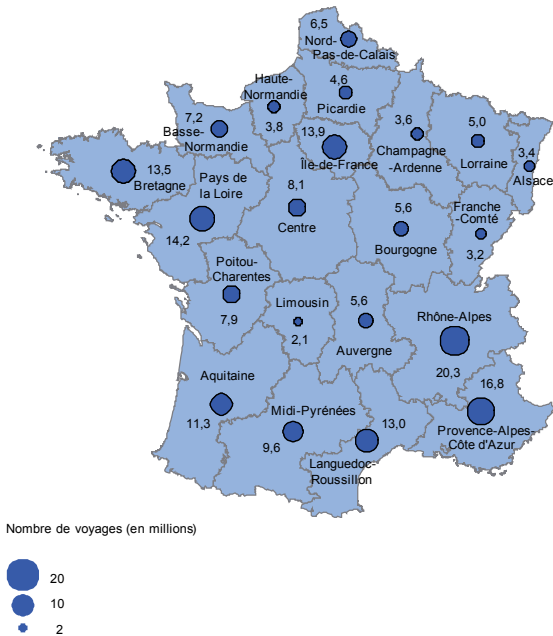 6,5
Nord-
Pas-de-Calais
Haute-
Normandie
3,8
4,6
Picardie
7,2
Basse-
Normandie
13,9
Île-de-France
3,6
Champagne
-Ardenne
5,0
Lorraine
3,4
Alsace
13,5
Bretagne
Pays de
la Loire
14,2
8,1
Centre
5,6
Bourgogne
Franche
-Comté
3,2
Poitou-
Charentes
7,9
Limousin
2,1
5,6
Auvergne
Rhône-Alpes
20,3
Aquitaine
11,3
Midi-Pyrénées
9,6
13,0
Languedoc-
Roussillon
16,8
Provence-Alpes-
Côte d'Azur
Nombre de voyages (en millions)
20
10
2